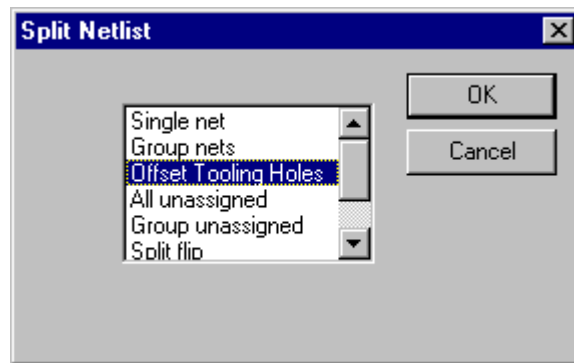 Split Netlist
Single net
Group nets
Offset Tooling Holes
All unassigned
Group unassigned
Split flip
OK
Cancel